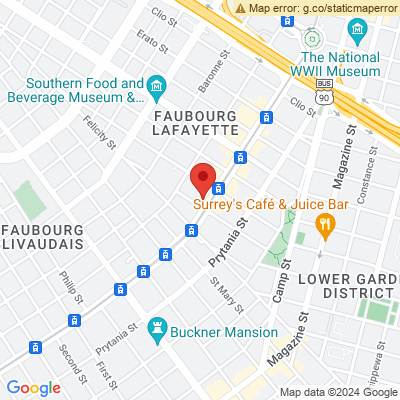 Map error: g.co/staticmaperror
Clio St
Erato St
Baronne St
The National
WWII Museum
Southern Food and
Beverage Museum &…
BUS
90
Clio St
FAUBOURG
LAFAYETTE
Felicity St
Magazine St
Constance St
Surrey's Café & Juice Bar
FAUBOURG
LIVAUDAIS
Prytania St
Philip St
St Mary St
Camp St
LOWER GARDE
DISTRICT
Buckner Mansion
Prytania St
Second St
First St
Magazine St
hippewa St
Google
Map data ©2024 Google